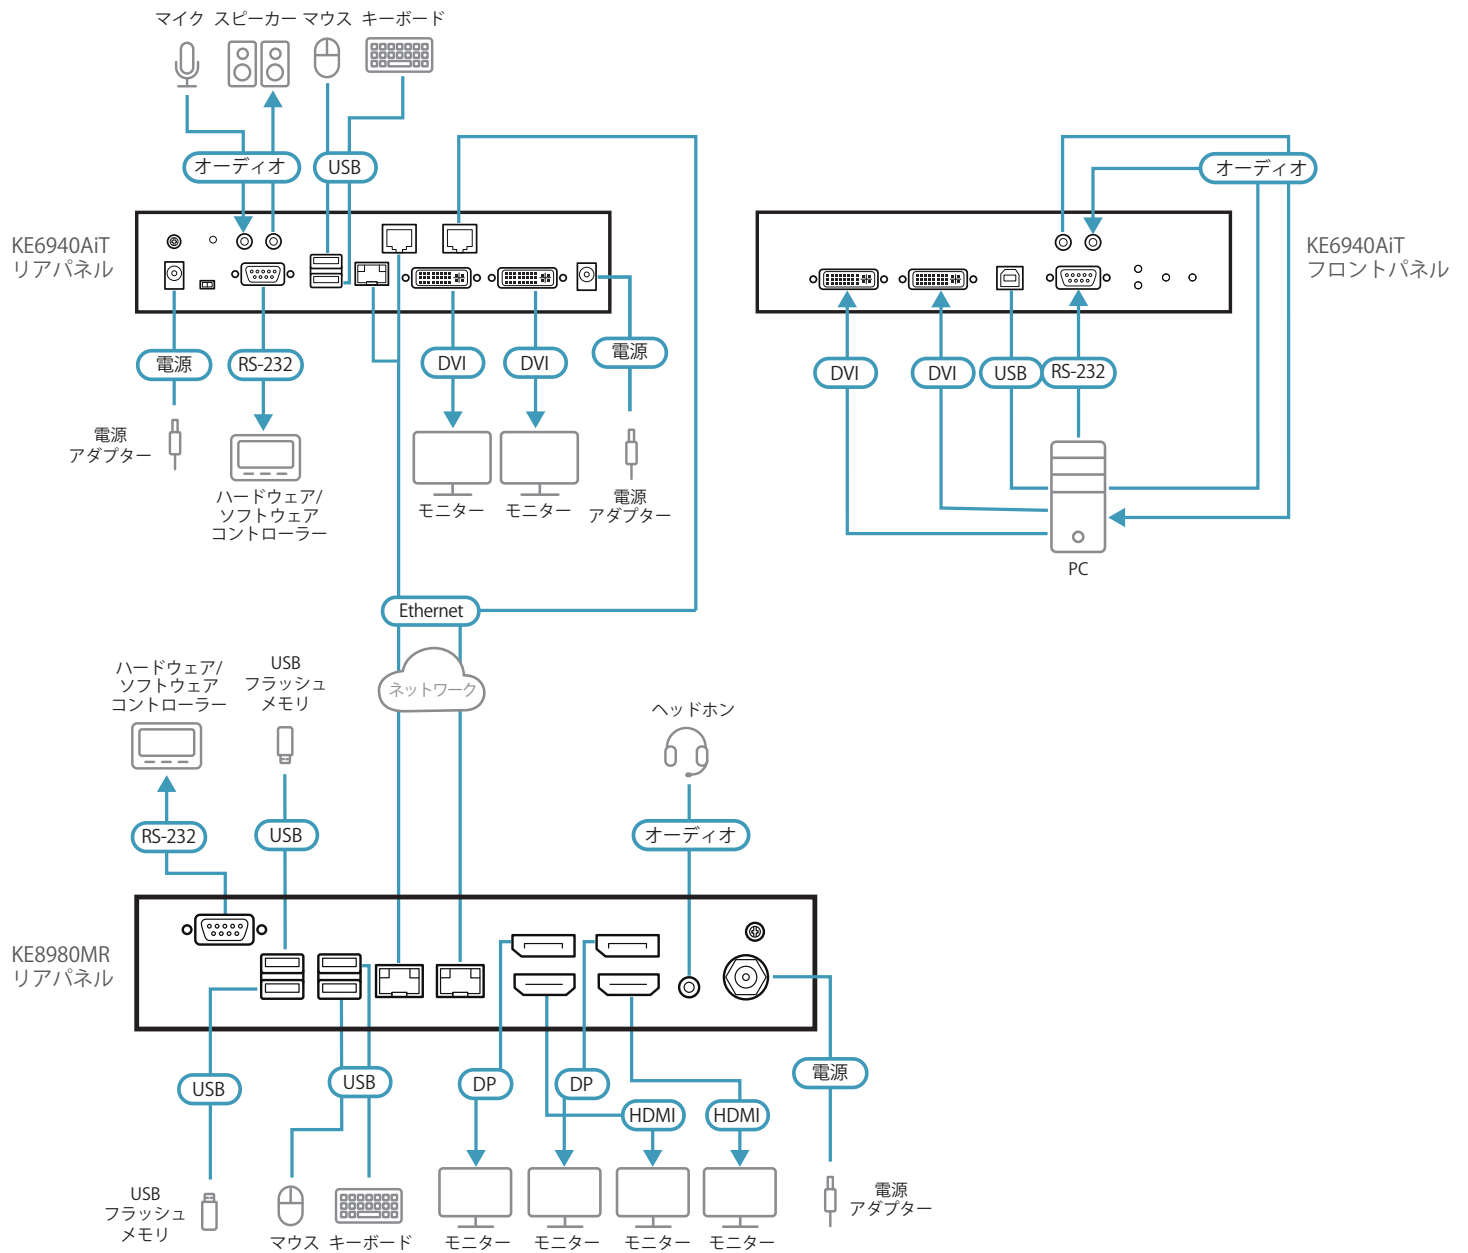 マイク
スピーカー
マウス
キーボード
オーディオ
USB
オーディオ
KE6940AiT
リアパネル
KE6940AiT
フロントパネル
電源
RS-232
DVI
DVI
電源
DVI
DVI
USB
RS-232
電源
アダプター
ハードウェア/
ソフトウェア
コントローラー
モニター
モニター
電源
アダプター
PC
Ethernet
ネットワーク
ハードウェア/
ソフトウェア
コントローラー
USB
フラッシュ
メモリ
ヘッドホン
RS-232
USB
オーディオ
KE8980MR
リアパネル
USB
USB
DP
DP
HDMI
HDMI
電源
USB
フラッシュ
メモリ
マウス
キーボード
モニター
モニター
モニター
モニター
電源
アダプター